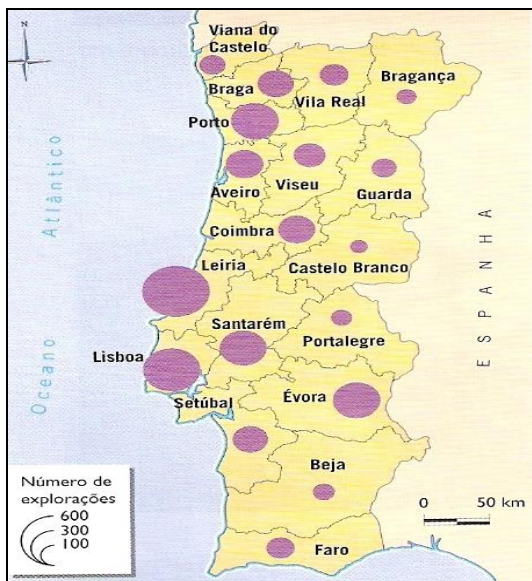 N
Viana do
Castelo
Braga
Vila Real
Bragança
Porto
Aveiro
Viseu
Guarda
Coimbra
Leiria
Castelo Branco
Santarém
Portalegre
Lisboa
Setúbal
Évora
Beja
Faro
Oceano Atlântico
ESPANHA
Número de
explorações
600
300
100
0 50 km